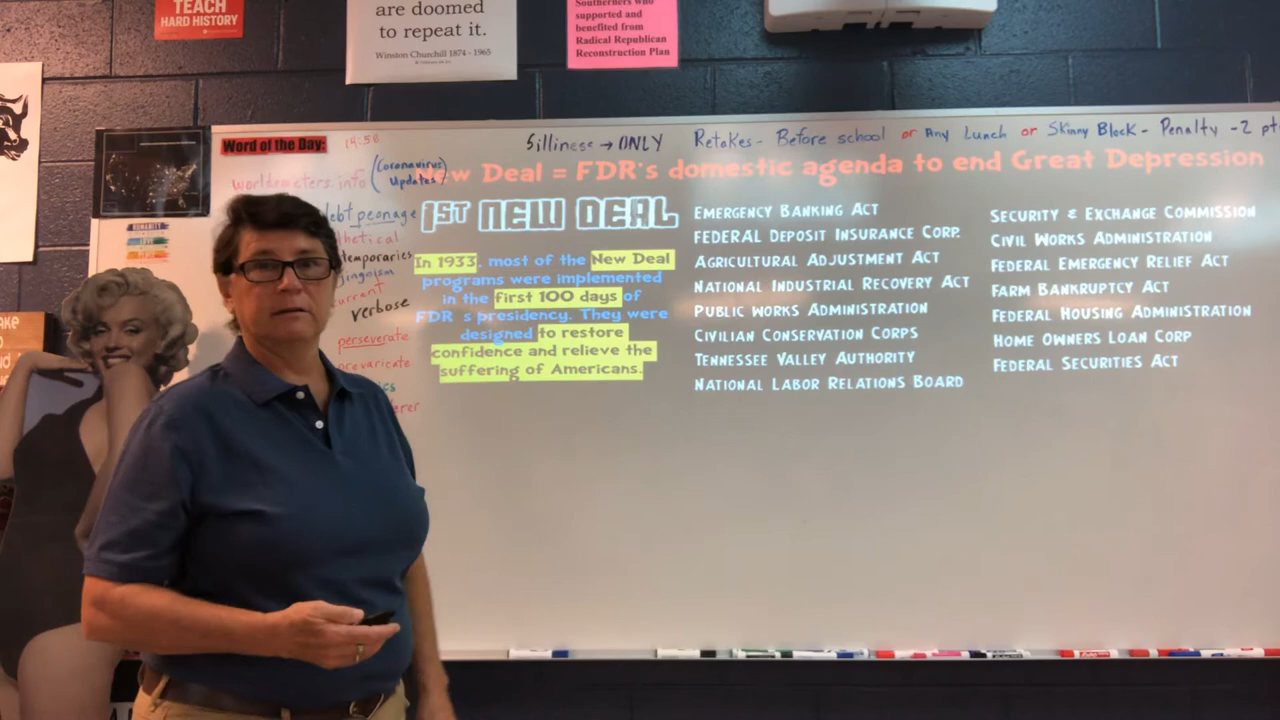 TEACH
HARD HISTORY
are doomed
to repeat it.
Winston Churchill 1874 - 1965
Southerners who
supported and
benefited from
Radical Republican
Reconstruction Plan
Word of the Day:
14:58
Silliness → ONLY
Retakes - Before school or Any Lunch or Skinny Block - Penalty -2 pt
worldometers.info
(Coronavirus
Updates)
New Deal = FDR's domestic agenda to end Great Depression
debt peonage
temporaries
jingoism
verbose
perseverate
HUMANITY
LOVE
1ST NEW DEAL
In 1933, most of the New Deal
programs were implemented
in the first 100 days of
FDR s presidency. They were
designed to restore
confidence and relieve the
suffering of Americans.
EMERGENCY BANKING ACT
FEDERAL DEPOSIT INSURANCE CORP.
AGRICULTURAL ADJUSTMENT ACT
NATIONAL INDUSTRIAL RECOVERY ACT
PUBLIC WORKS ADMINISTRATION
CIVILIAN CONSERVATION CORPS
TENNESSEE VALLEY AUTHORITY
NATIONAL LABOR RELATIONS BOARD
SECURITY & EXCHANGE COMMISSION
CIVIL WORKS ADMINISTRATION
FEDERAL EMERGENCY RELIEF ACT
FARM BANKRUPTCY ACT
FEDERAL HOUSING ADMINISTRATION
HOME OWNERS LOAN CORP
FEDERAL SECURITIES ACT